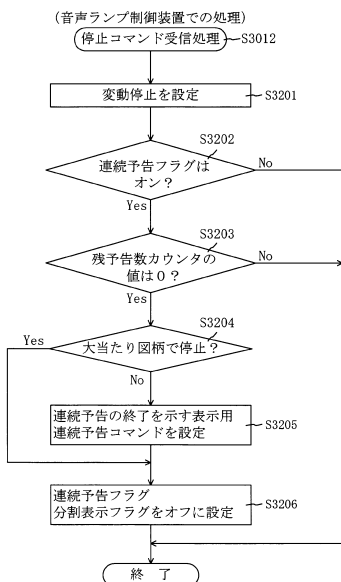 (音声ランプ制御装置での処理)
停止コマンド受信処理
S3012
変動停止を設定
S3201
S3202
連続予告フラグは
オン?
No
Yes
S3203
残予告数カウンタの
値は0?
No
Yes
S3204
Yes
大当たり図柄で停止?
No
連続予告の終了を示す表示用
連続予告コマンドを設定
S3205
連続予告フラグ
分割表示フラグをオフに設定
S3206
終 了